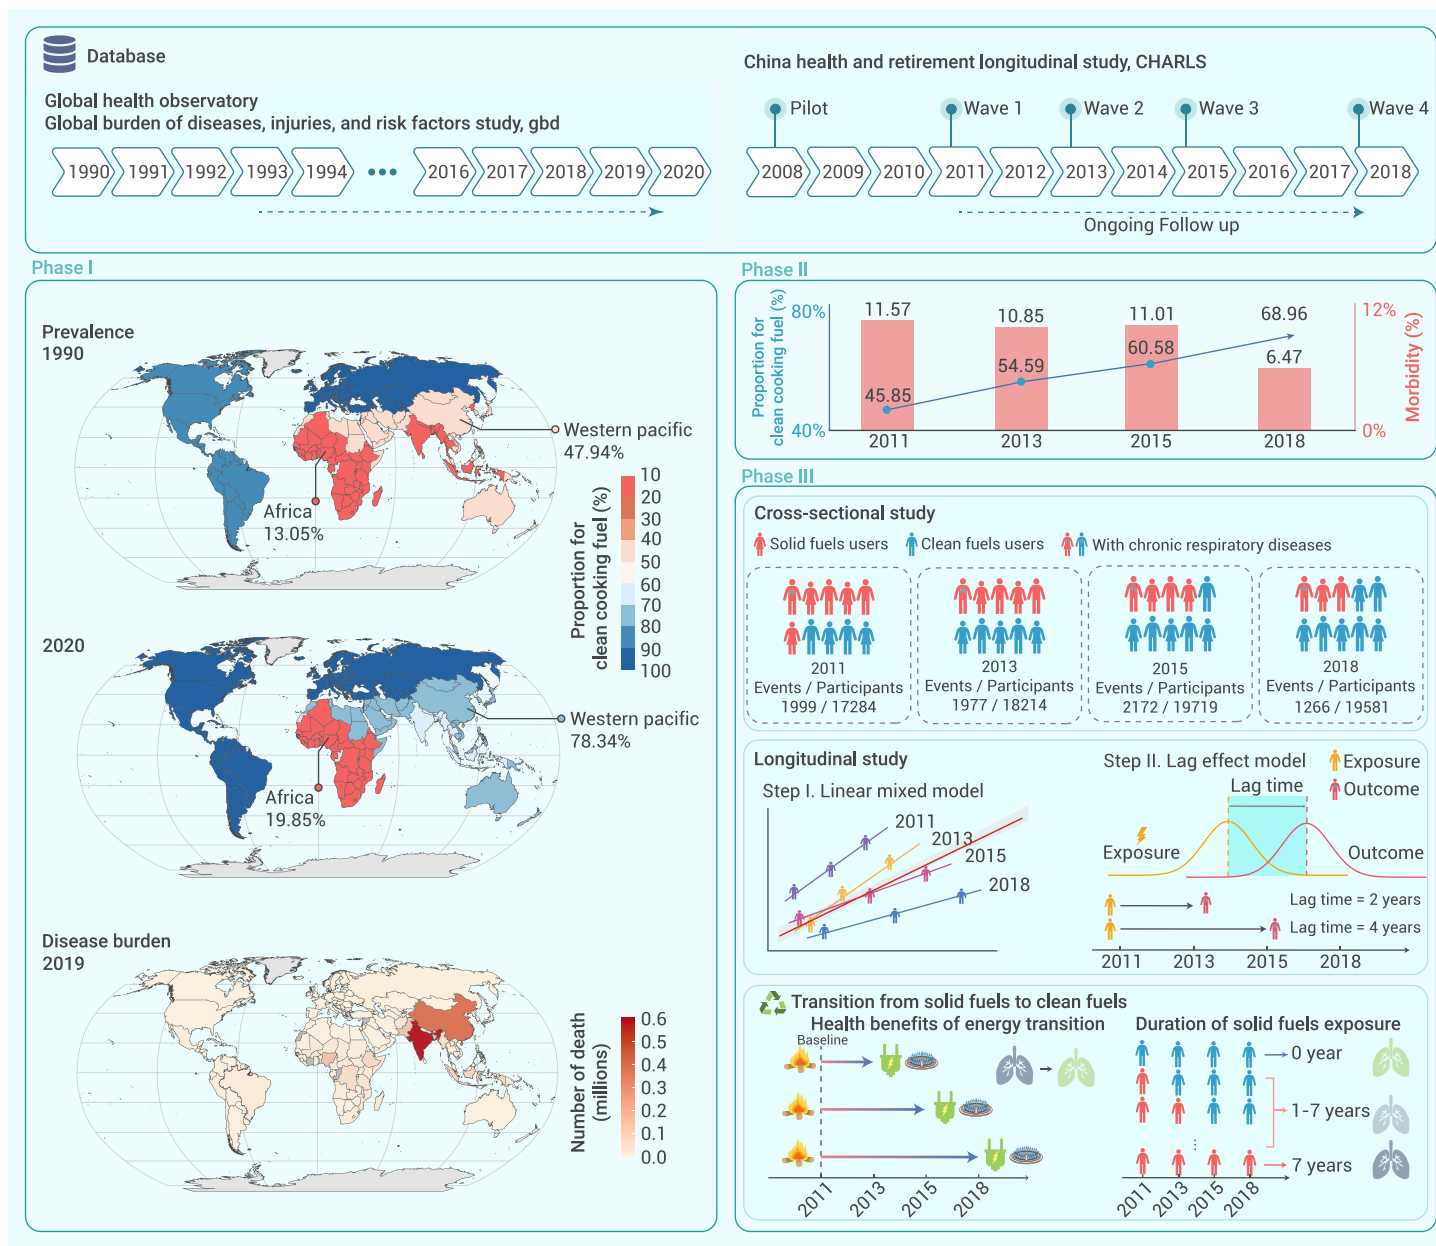 Database
Global health observatory
Global burden of diseases, injuries, and risk factors study, gbd
1990 1991 1992 1993 1994 ••• 2016 2017 2018 2019 2020
China health and retirement longitudinal study, CHARLS
Pilot Wave 1 Wave 2 Wave 3 Wave 4
2008 2009 2010 2011 2012 2013 2014 2015 2016 2017 2018
Ongoing Follow up
Phase I
Prevalence
1990
Western pacific
47.94%
Africa
13.05%
Proportion for
clean cooking fuel (%)
10
20
30
40
50
60
70
80
90
100
2020
Western pacific
78.34%
Africa
19.85%
Disease burden
2019
Number of death
(millions)
0.6
0.5
0.4
0.3
0.2
0.1
0.0
Phase II
Proportion for
clean cooking fuel (%)
80%
40%
11.57 10.85 11.01 68.96
45.85 54.59 60.58 6.47
2011 2013 2015 2018
12%
0%
Morbidity (%)
Phase III
Cross-sectional study
Solid fuels users Clean fuels users With chronic respiratory diseases
2011
Events / Participants
1999 / 17284
2013
Events / Participants
1977 / 18214
2015
Events / Participants
2172 / 19719
2018
Events / Participants
1266 / 19581
Longitudinal study
Step I. Linear mixed model
2011
2013
2015
2018
Step II. Lag effect model
Exposure
Outcome
Lag time
Exposure
Outcome
Lag time = 2 years
Lag time = 4 years
2011 2013 2015 2018
Transition from solid fuels to clean fuels
Health benefits of energy transition
Baseline
2011 2013 2015 2018
Duration of solid fuels exposure
0 year
1-7 years
7 years
2011 2013 2015 2018